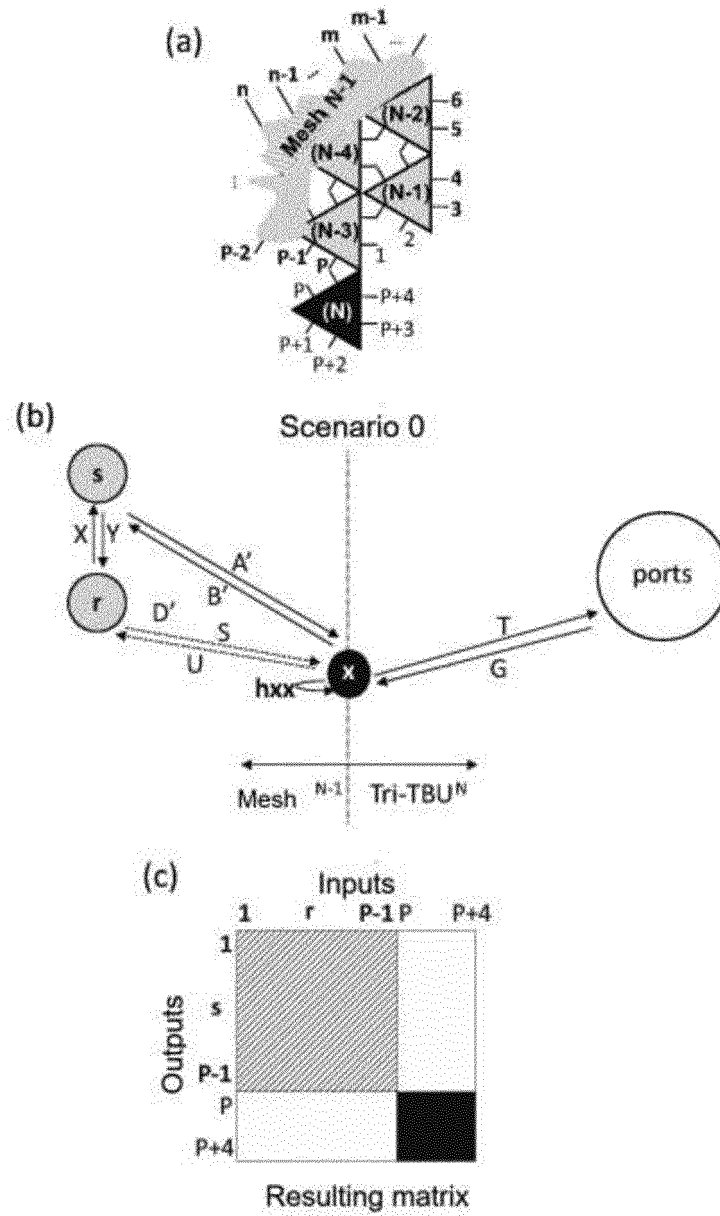 (a)
m-1
m
n-1
n
Mesh N-1
(N-2)
6
5
(N-4)
(N-1)
4
3
2
(N-3)
1
P-2
P-1
P
P
(N)
P+4
P+3
P+1
P+2
(b)
Scenario 0
s
X
Y
r
A'
B'
D'
S
U
x
hxx
T
G
ports
Mesh N-1
Tri-TBU N
(c)
Inputs
1 r P-1 P P+4
1
s
P-1
P
P+4
Outputs
Resulting matrix